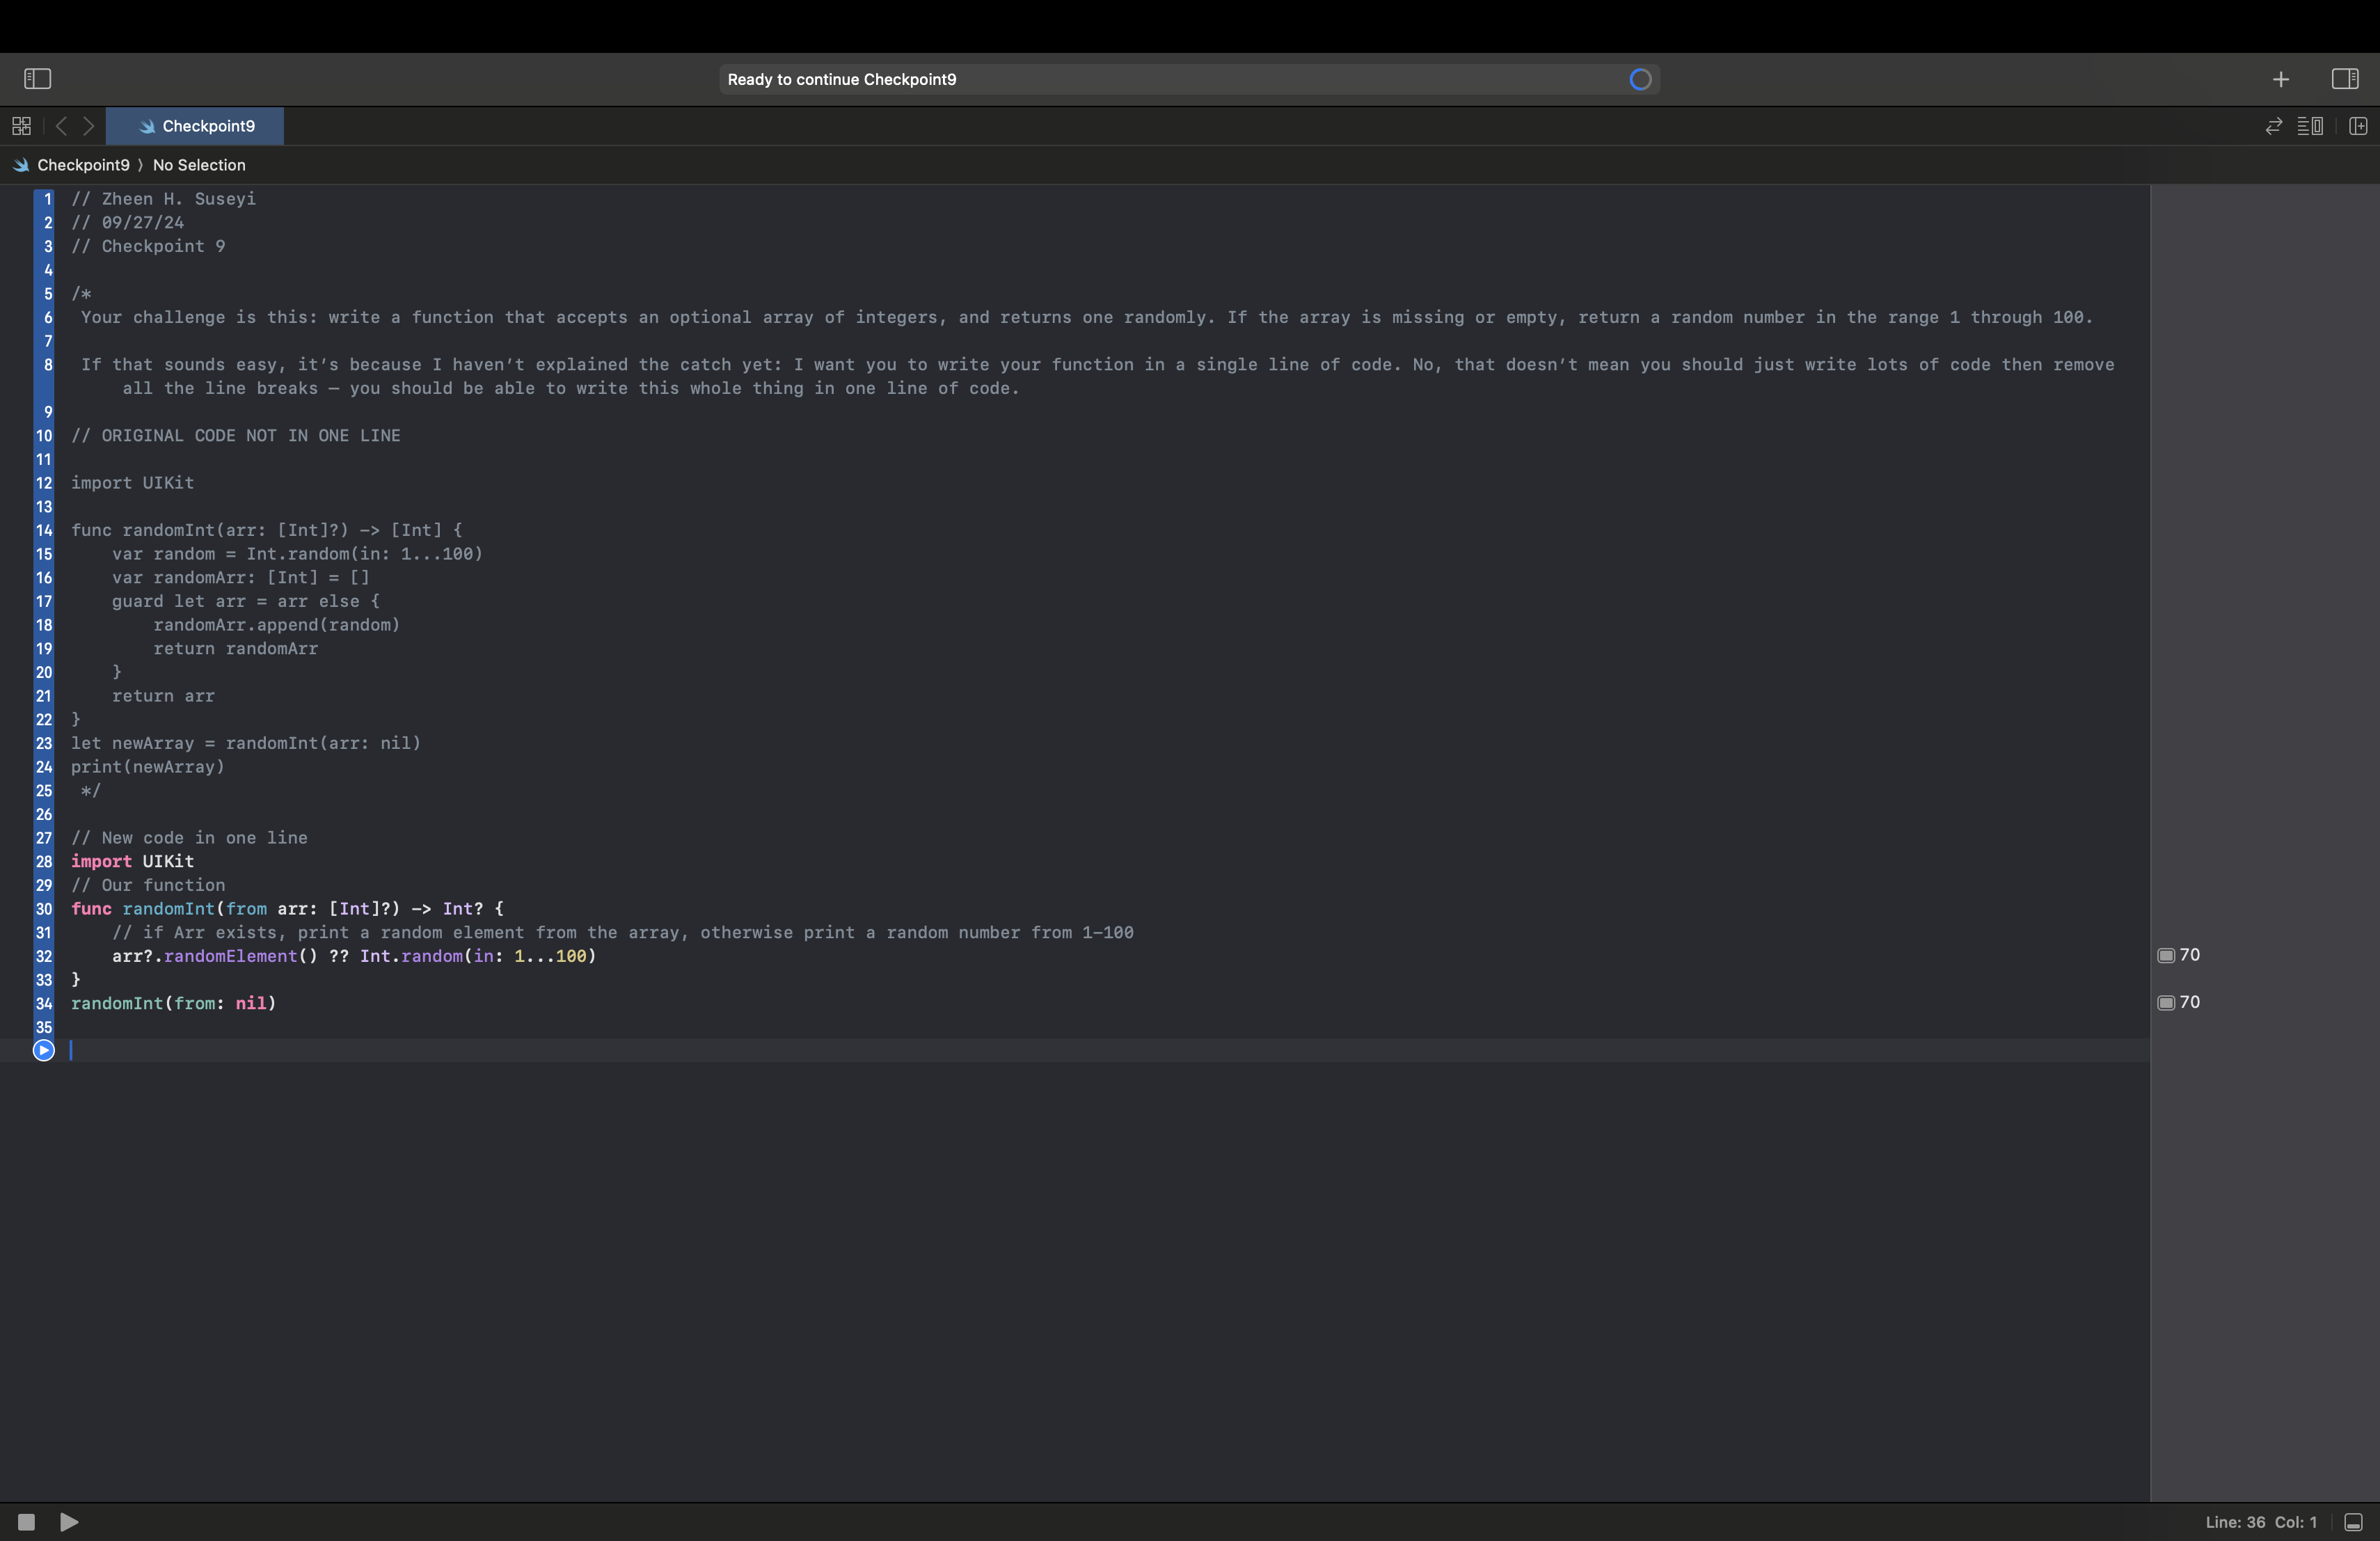 Ready to continue Checkpoint9
Checkpoint9
Checkpoint9 〉 No Selection
1 // Zheen H. Suseyi
2 // 09/27/24
3 // Checkpoint 9
4
5 /*
6 Your challenge is this: write a function that accepts an optional array of integers, and returns one randomly. If the array is missing or empty, return a random number in the range 1 through 100.
7
8 If that sounds easy, it’s because I haven’t explained the catch yet: I want you to write your function in a single line of code. No, that doesn’t mean you should just write lots of code then remove
all the line breaks – you should be able to write this whole thing in one line of code.
9
10 // ORIGINAL CODE NOT IN ONE LINE
11
12 import UIKit
13
14 func randomInt(arr: [Int]?) -> [Int] {
15 var random = Int.random(in: 1...100)
16 var randomArr: [Int] = []
17 guard let arr = arr else {
18 randomArr.append(random)
19 return randomArr
20 }
21 return arr
22 }
23 let newArray = randomInt(arr: nil)
24 print(newArray)
25 */
26
27 // New code in one line
28 import UIKit
29 // Our function
30 func randomInt(from arr: [Int]?) -> Int? {
31 // if Arr exists, print a random element from the array, otherwise print a random number from 1-100
32 arr?.randomElement() ?? Int.random(in: 1...100) 70
33 }
34 randomInt(from: nil) 70
35
Line: 36 Col: 1